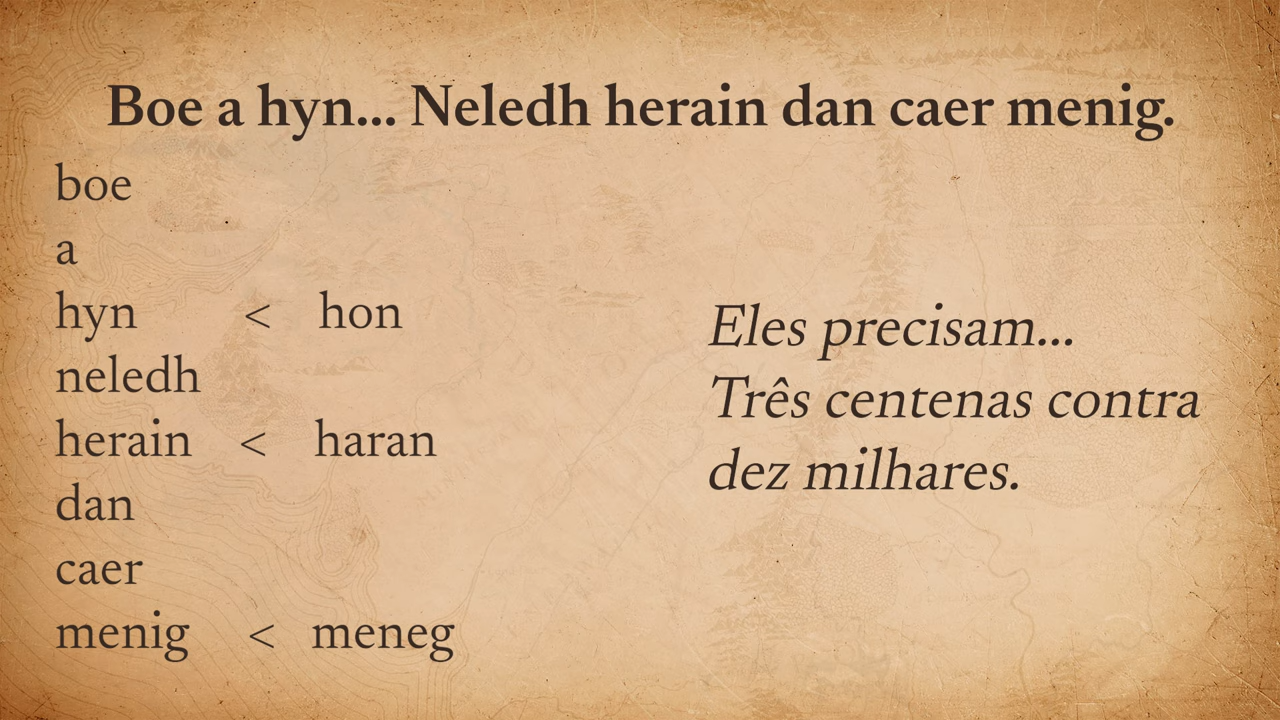 Boe a hyn... Neledh herain dan caer menig.
boe
a
hyn < hon
neledh
herain < haran
dan
caer
menig < meneg
Eles precisam...
Três centenas contra
dez milhares.